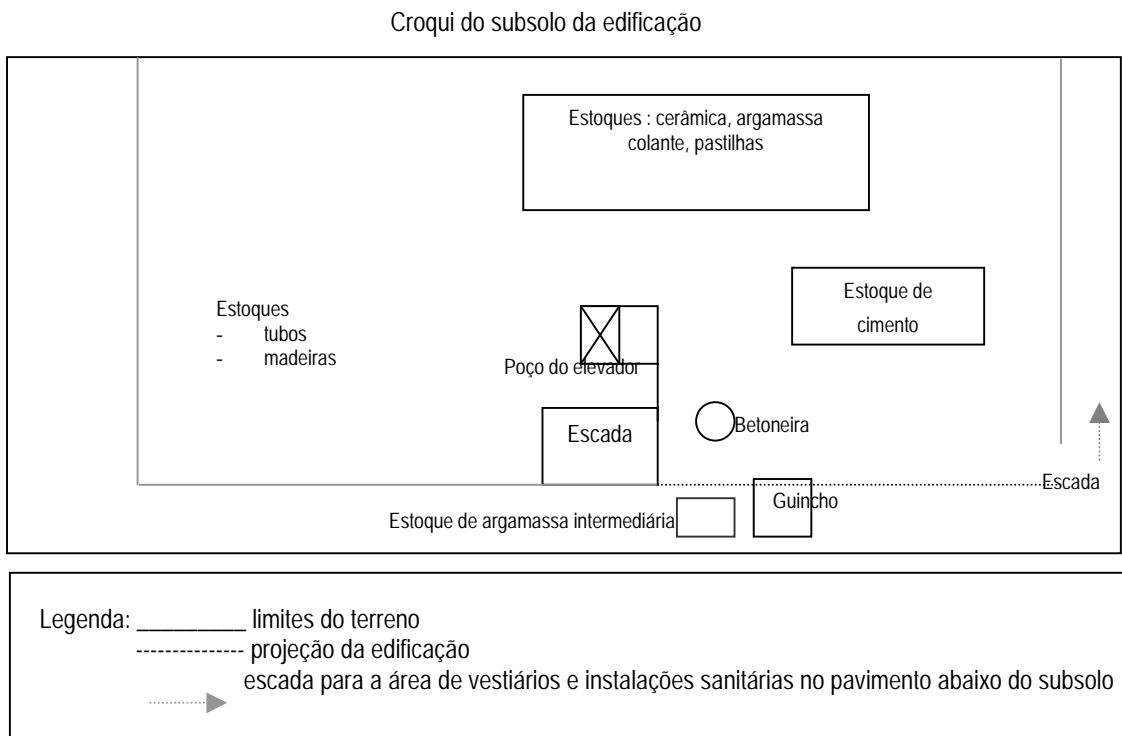 Croqui do subsolo da edificação
Estoques : cerâmica, argamassa
colante, pastilhas
Estoque de
cimento
Estoques
- tubos
- madeiras
Poço do elevador
Escada
Betoneira
Escada
Guincho
Estoque de argamassa intermediária
Legenda: _________ limites do terreno
--------------- projeção da edificação
escada para a área de vestiários e instalações sanitárias no pavimento abaixo do subsolo